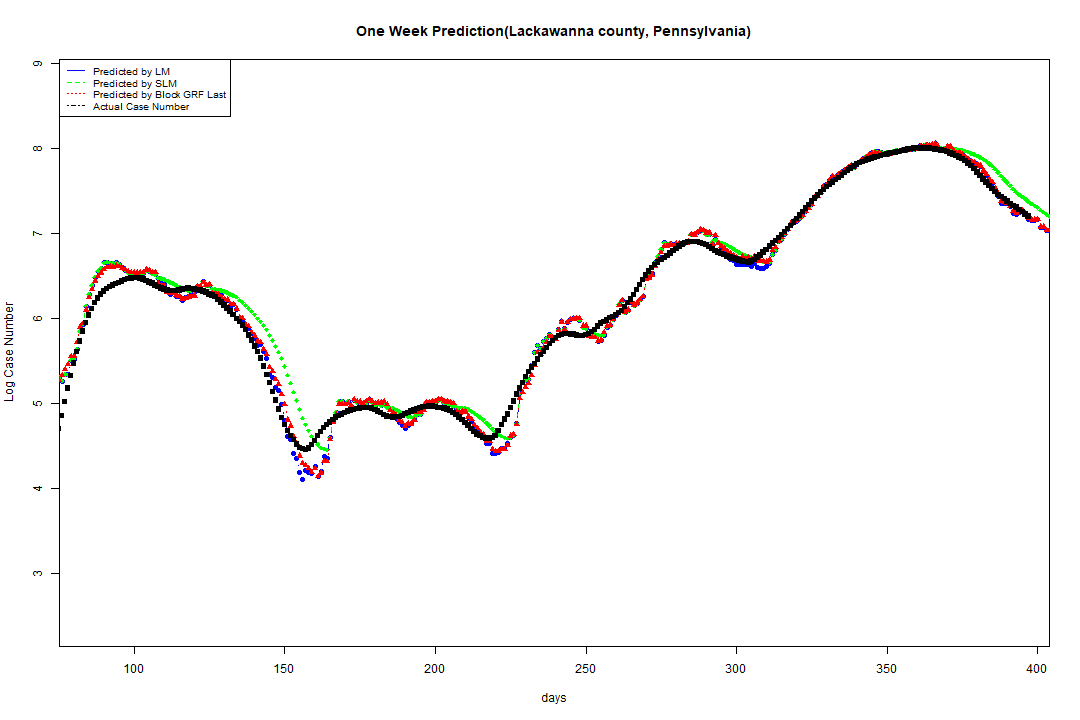 One Week Prediction(Lackawanna county, Pennsylvania)
Predicted by LM
Predicted by SLM
Predicted by Block GRF Last
Actual Case Number
Log Case Number
9
8
7
6
5
4
3
100 150 200 250 300 350 400
days